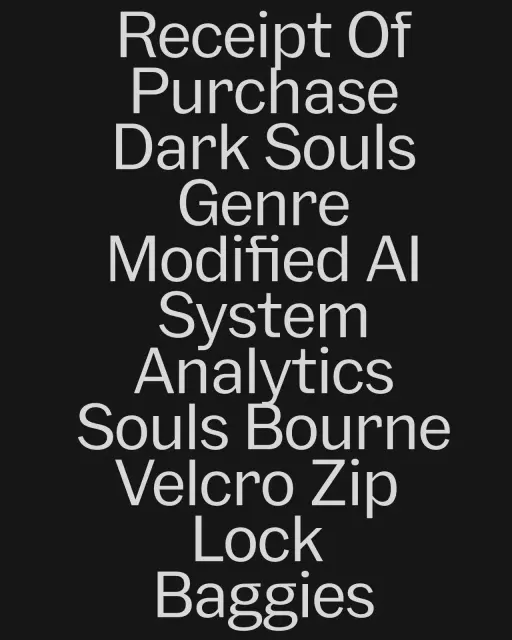 Receipt Of
Purchase
Dark Souls
Genre
Modified AI
System
Analytics
Souls Bourne
Velcro Zip
Lock
Baggies